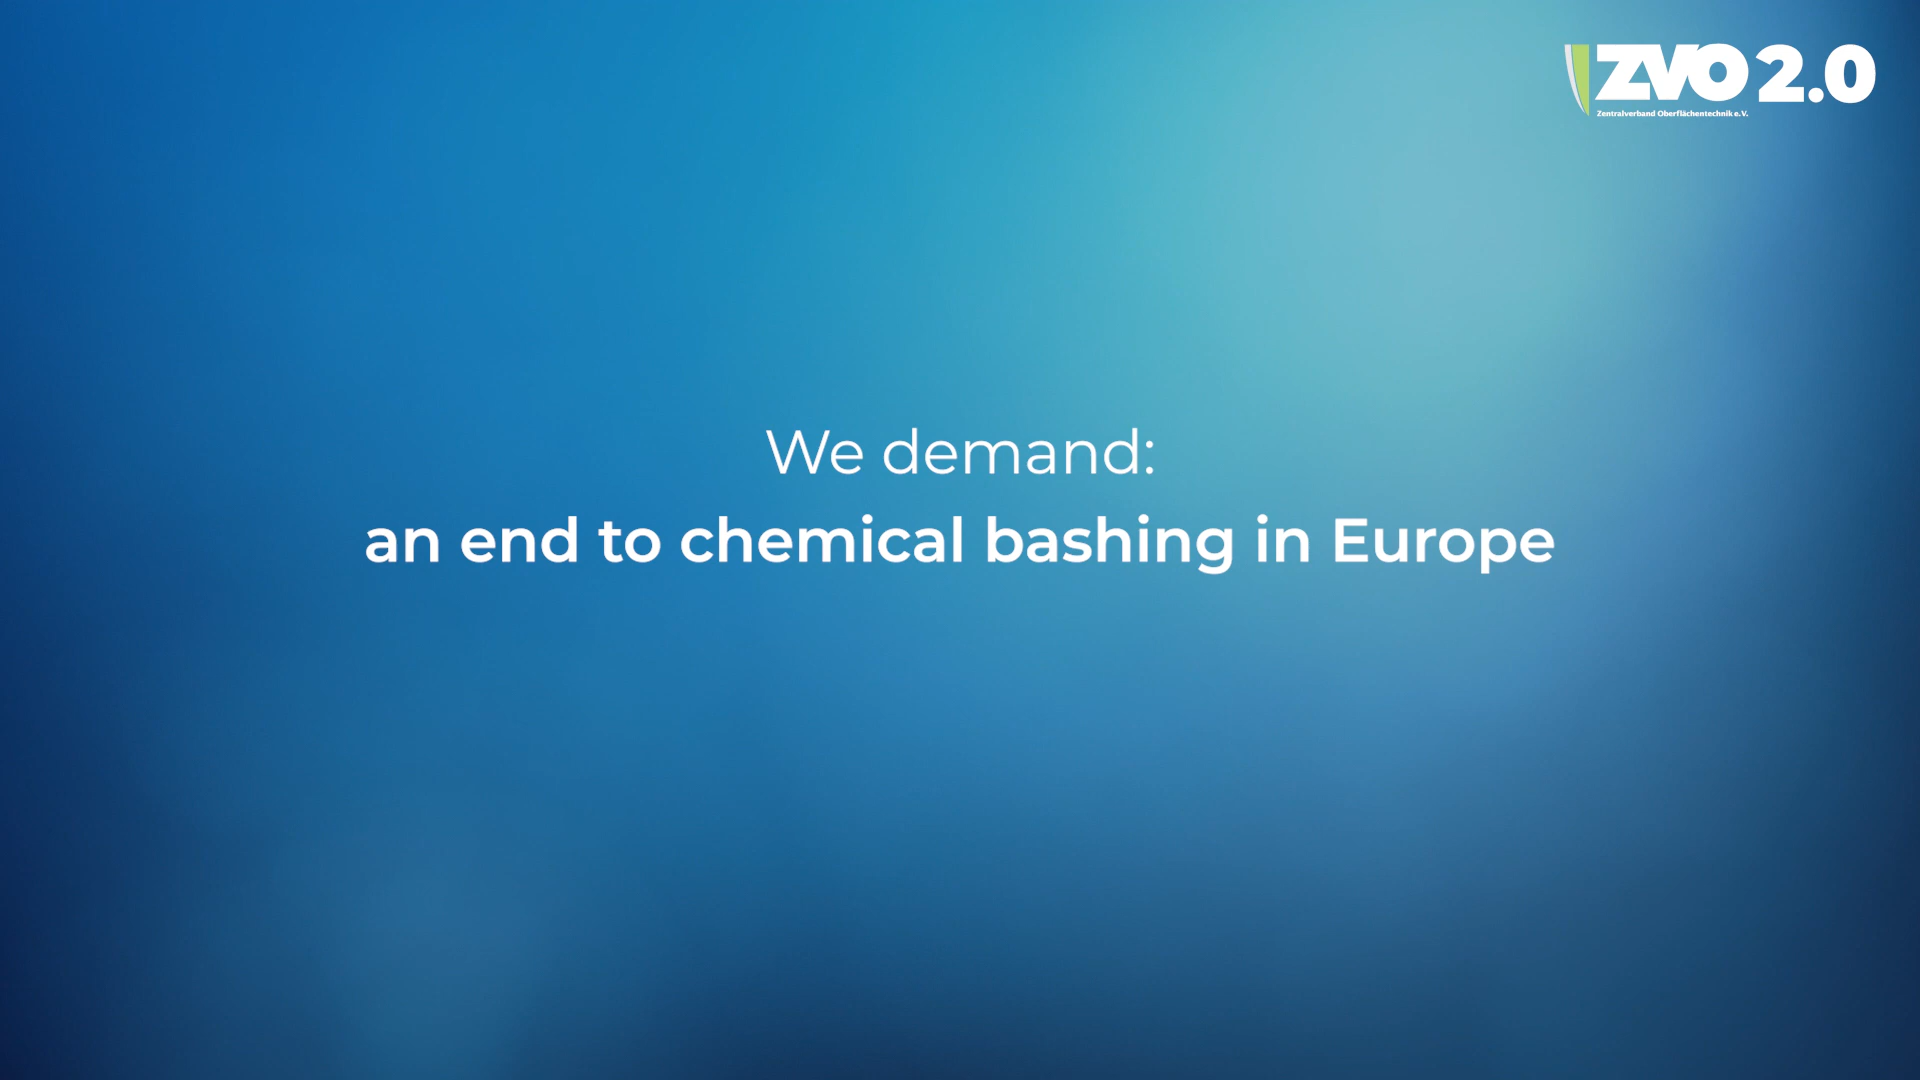 ZVO 2.0
Zentralverband Oberflächentechnik e.V.
We demand:
an end to chemical bashing in Europe